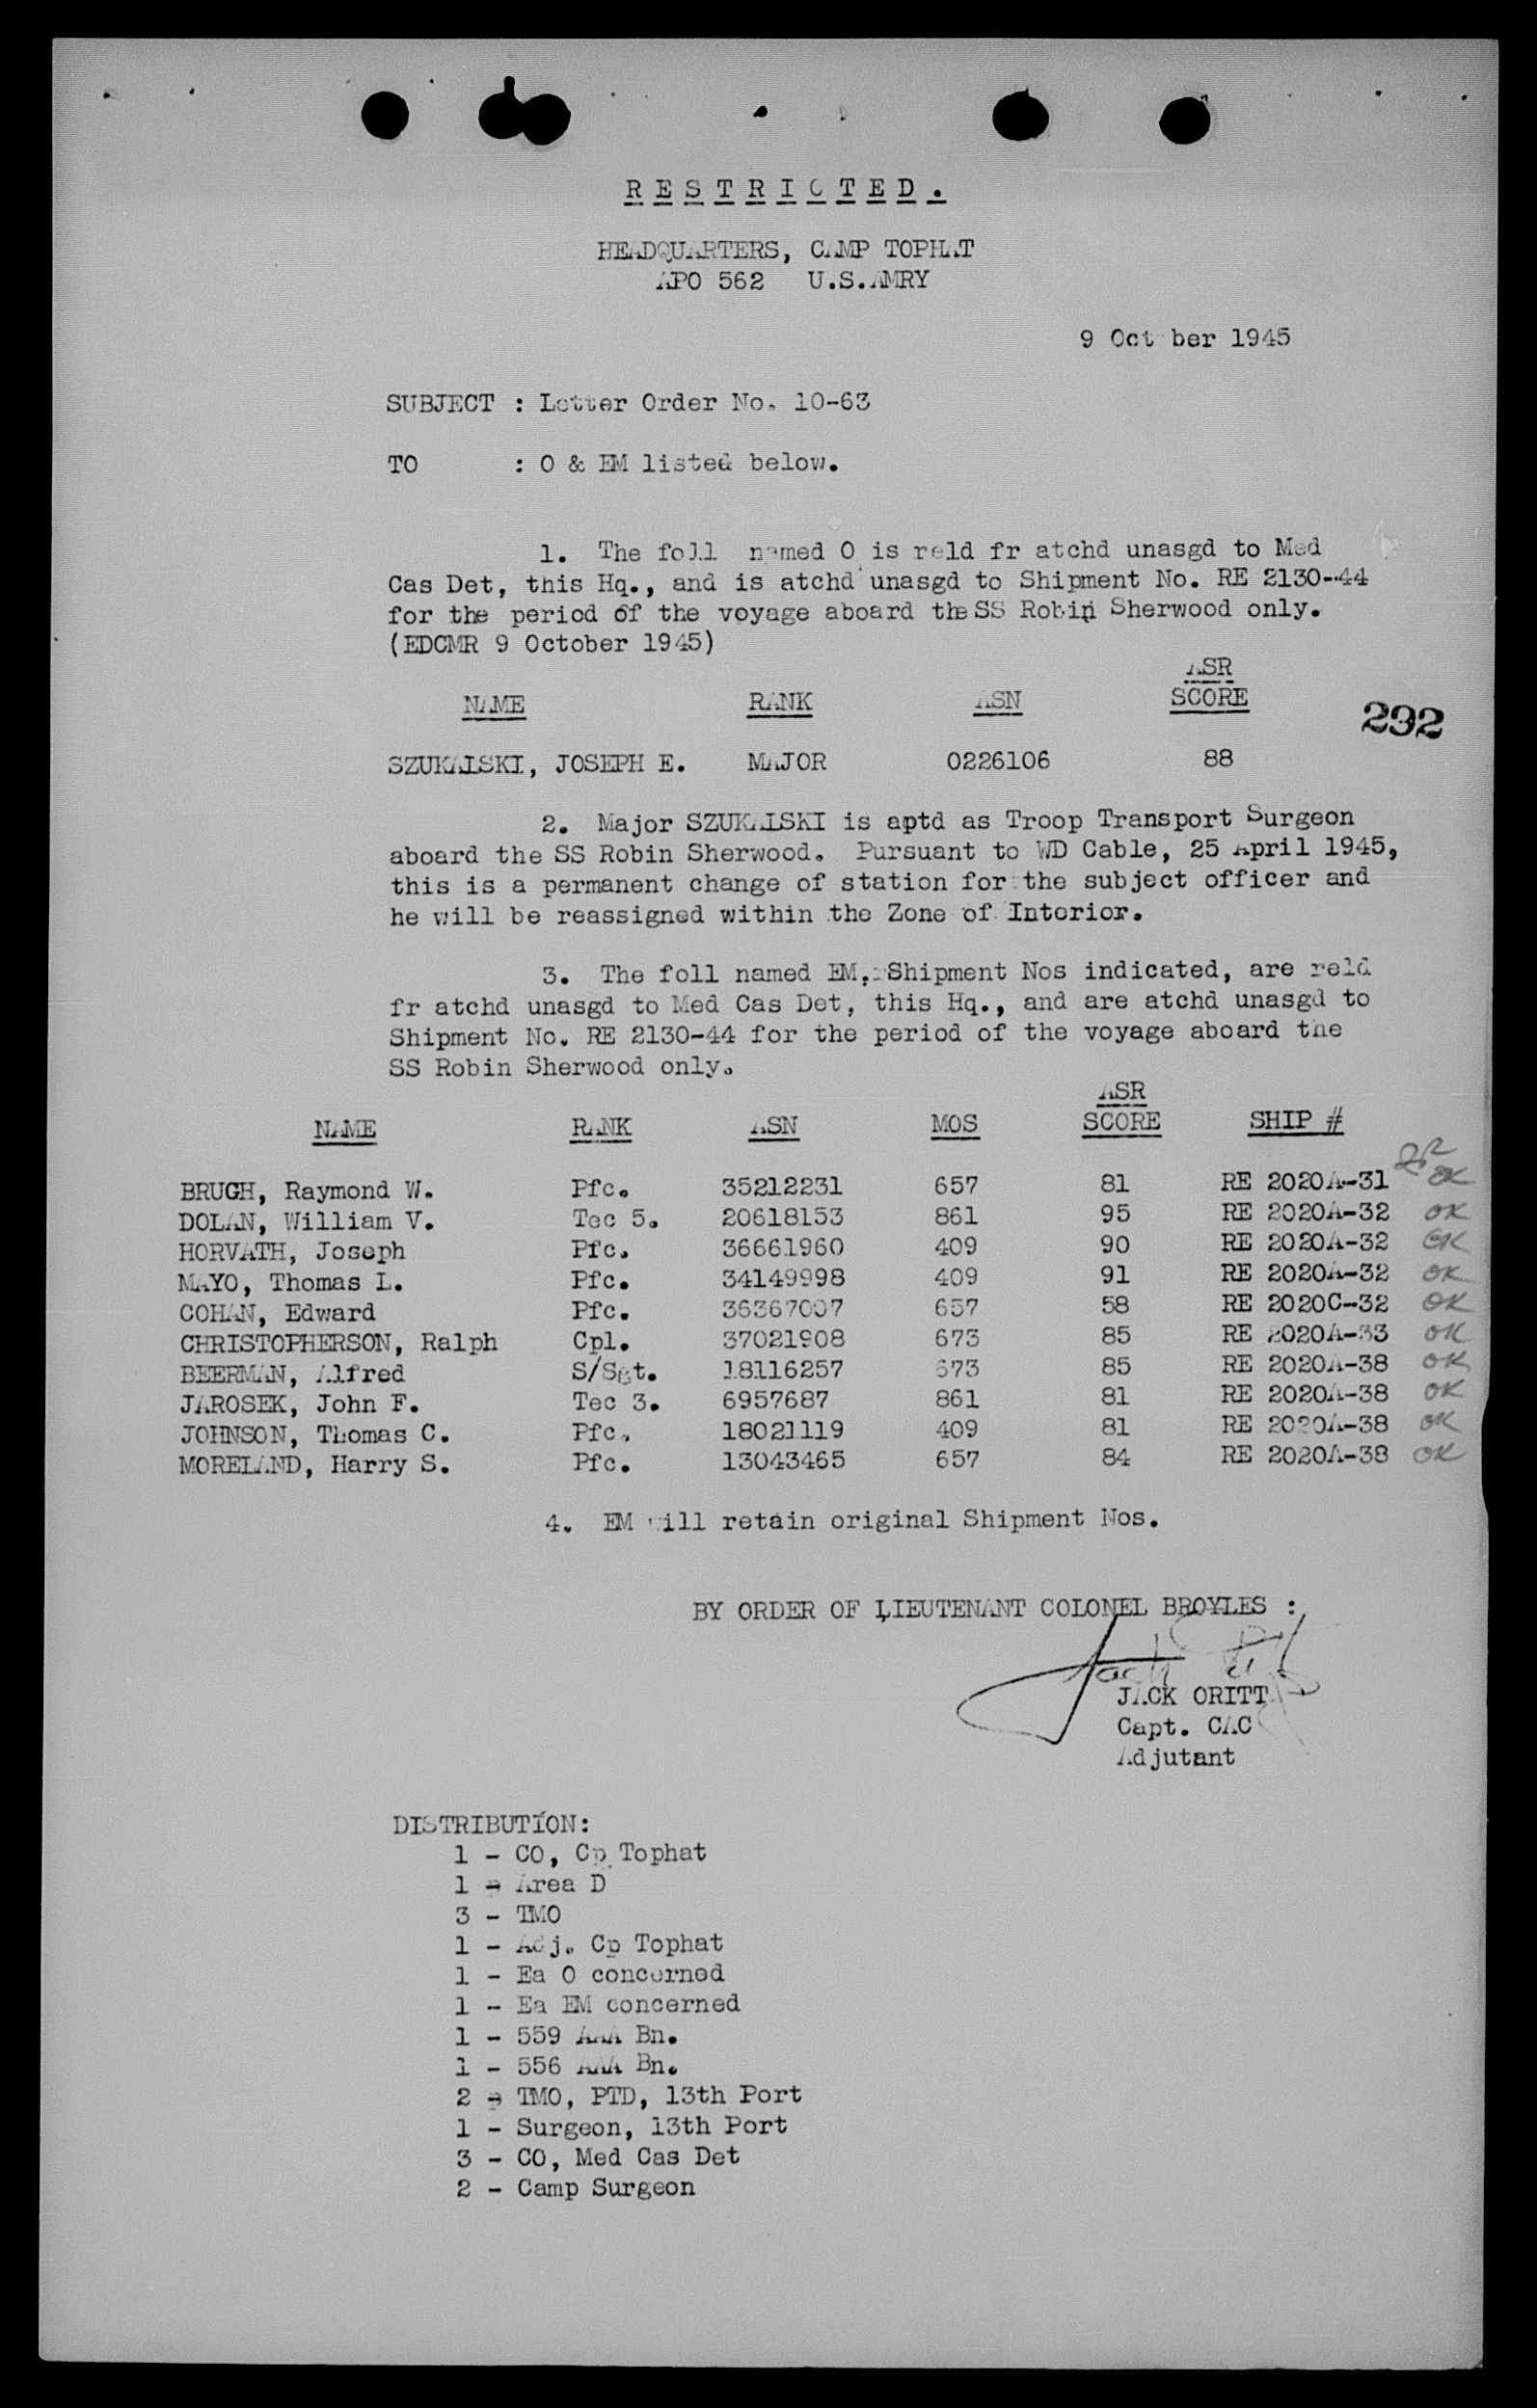 RESTRICTED.
HEADQUARTERS, CAMP TOPHAT
APO 562 U.S.AMRY
9 October 1945
SUBJECT : Letter Order No. 10-63
TO : O & EM listed below.
1. The foll named O is reld fr atchd unasgd to Med
Cas Det, this Hq., and is atchd unasgd to Shipment No. RE 2130-44
for the period of the voyage aboard the SS Robin Sherwood only.
(EDCMR 9 October 1945)
NAME RANK ASN ASR SCORE
292
SZUKALSKI, JOSEPH E. MAJOR 0226106 88
2. Major SZUKALSKI is aptd as Troop Transport Surgeon
aboard the SS Robin Sherwood. Pursuant to WD Cable, 25 April 1945,
this is a permanent change of station for the subject officer and
he will be reassigned within the Zone of Interior.
3. The foll named EM, Shipment Nos indicated, are reld
fr atchd unasgd to Med Cas Det, this Hq., and are atchd unasgd to
Shipment No. RE 2130-44 for the period of the voyage aboard the
SS Robin Sherwood only.
NAME RANK ASN MOS ASR SCORE SHIP #
BRUGH, Raymond W. Pfc. 35212231 657 81 RE 2020A-31 OK
DOLAN, William V. Tec 5. 20618153 861 95 RE 2020A-32 OK
HORVATH, Joseph Pfc. 36661960 409 90 RE 2020A-32 OK
MAYO, Thomas L. Pfc. 34149998 409 91 RE 2020A-32 OK
COHAN, Edward Pfc. 36367007 657 58 RE 2020C-32 OK
CHRISTOPHERSON, Ralph Cpl. 37021908 673 85 RE 2020A-33 OK
BEERMAN, Alfred S/Sgt. 18116257 673 85 RE 2020A-38 OK
JAROSEK, John F. Tec 3. 6957687 861 81 RE 2020A-38 OK
JOHNSON, Thomas C. Pfc. 18021119 409 81 RE 2020A-38 OK
MORELAND, Harry S. Pfc. 13043465 657 84 RE 2020A-38 OK
4. EM will retain original Shipment Nos.
BY ORDER OF LIEUTENANT COLONEL BROYLES :
JACK ORITT
Capt. CAC
Adjutant
DISTRIBUTION:
1 - CO, Cp Tophat
1 - Area D
3 - TMO
1 - Adj. Cp Tophat
1 - Ea O concerned
1 - Ea EM concerned
1 - 559 AAA Bn.
1 - 556 AAA Bn.
2 - TMO, PTD, 13th Port
1 - Surgeon, 13th Port
3 - CO, Med Cas Det
2 - Camp Surgeon